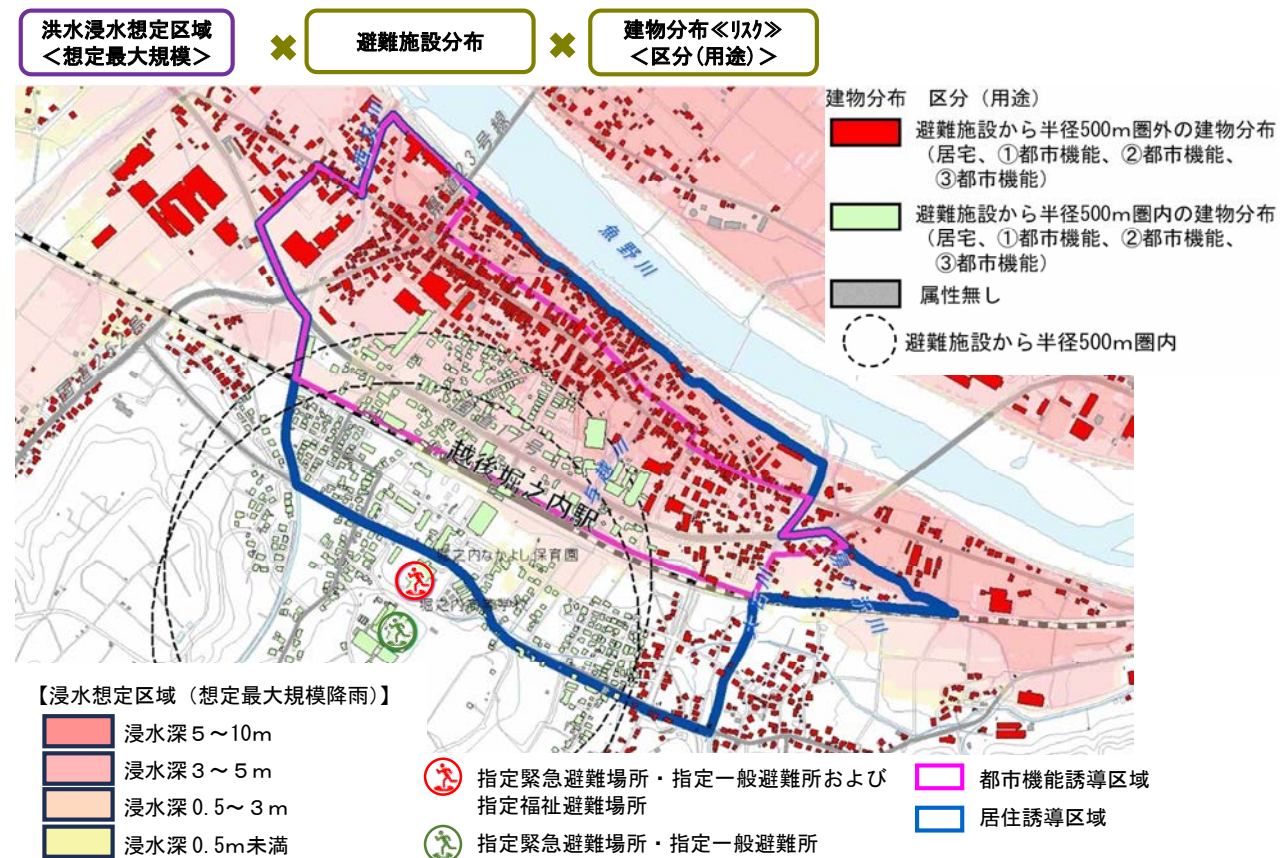 洪水浸水想定区域
＜想定最大規模＞
✖
避難施設分布
✖
建物分布≪リスク≫
＜区分(用途)＞
建物分布　区分（用途）
避難施設から半径500ｍ圏外の建物分布
（居宅、①都市機能、②都市機能、
③都市機能）
避難施設から半径500ｍ圏内の建物分布
（居宅、①都市機能、②都市機能、
③都市機能）
属性無し
避難施設から半径500ｍ圏内
魚野川
越後堀之内駅
【浸水想定区域（想定最大規模降雨）】
浸水深５～10ｍ
浸水深３～５ｍ
浸水深0.5～３ｍ
浸水深0.5ｍ未満
指定緊急避難場所・指定一般避難所および
指定福祉避難場所
指定緊急避難場所・指定一般避難所
都市機能誘導区域
居住誘導区域